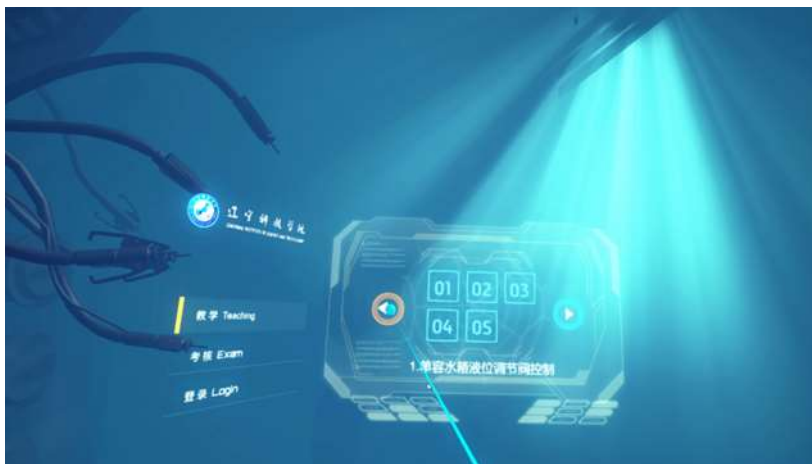 辽宁科技学院
教学 Teaching
考核 Exam
登录 Login
01 02 03
04 05
1.单容水箱液位调节阀控制